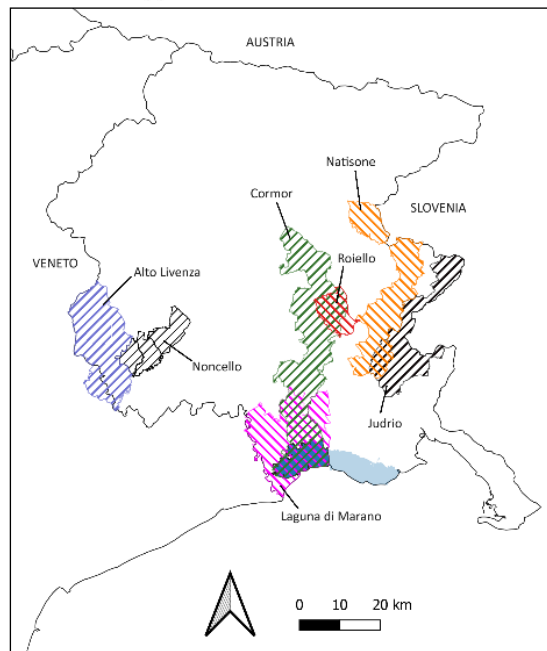 AUSTRIA
Natisone
Cormor
SLOVENIA
Roiello
VENETO
Alto Livenza
Noncello
Judrio
Laguna di Marano
0 10 20 km